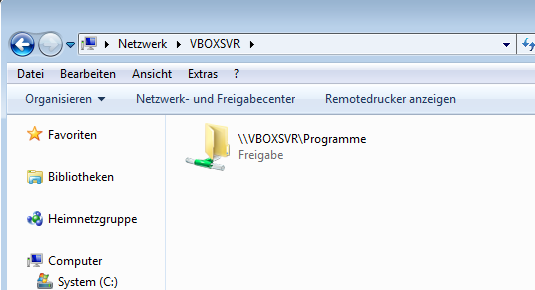 Netzwerk ▸ VBOXSVR ▸
Datei Bearbeiten Ansicht Extras ?
Organisieren ▾ Netzwerk- und Freigabecenter Remotedrucker anzeigen
Favoriten
Bibliotheken
Heimnetzgruppe
Computer
System (C:)
\\VBOXSVR\Programme
Freigabe